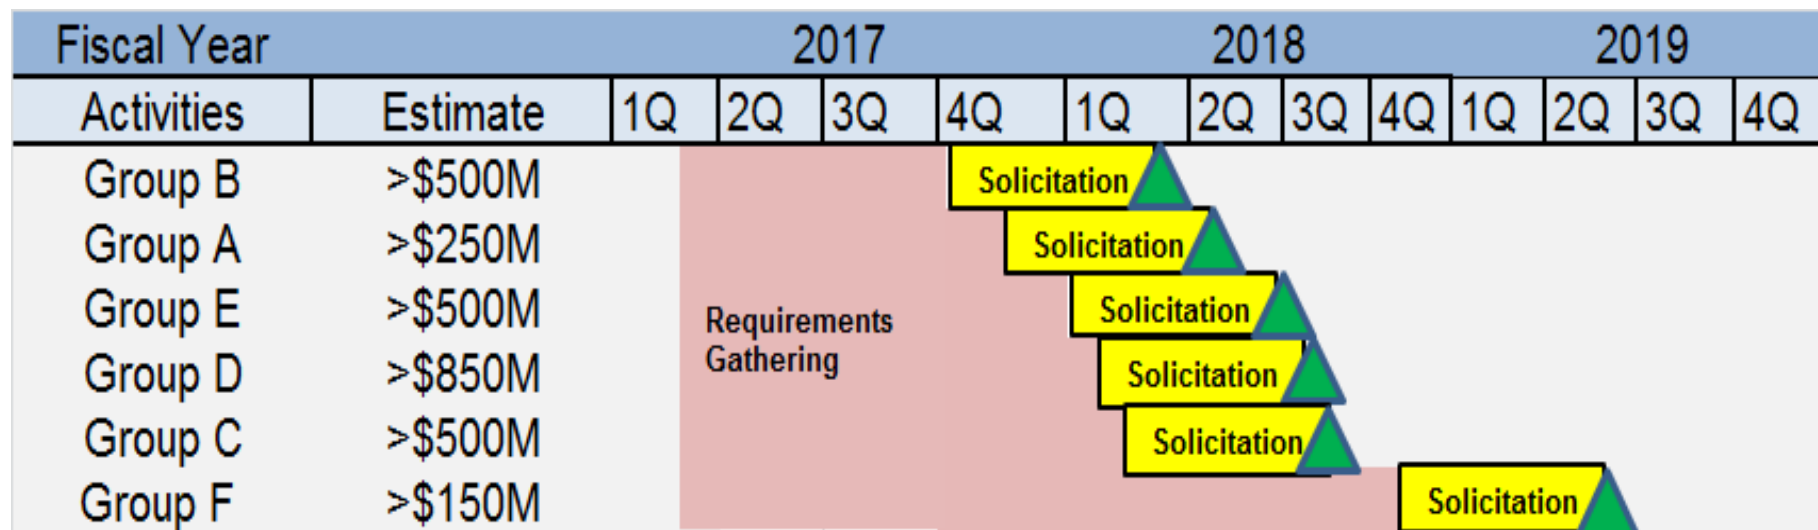 Fiscal Year 2017 2018 2019
Activities Estimate 1Q 2Q 3Q 4Q 1Q 2Q 3Q 4Q 1Q 2Q 3Q 4Q
Group B >$500M Solicitation
Group A >$250M Solicitation
Group E >$500M Solicitation
Requirements
Gathering
Group D >$850M Solicitation
Group C >$500M Solicitation
Group F >$150M Solicitation